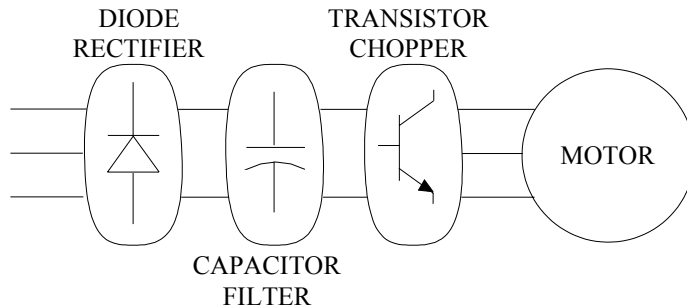 DIODE
RECTIFIER
TRANSISTOR
CHOPPER
MOTOR
CAPACITOR
FILTER